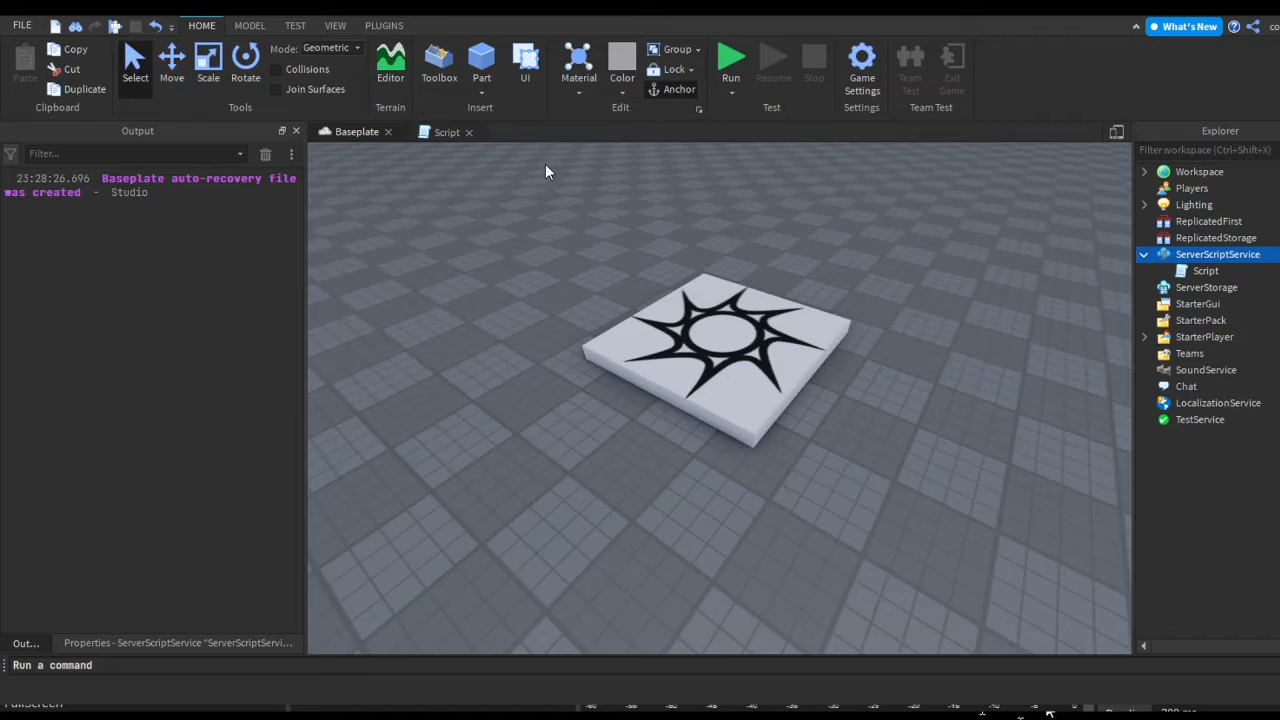 FILE HOME MODEL TEST VIEW PLUGINS What's New co
Paste Copy Cut Duplicate Clipboard
Select Move Scale Rotate Mode: Geometric Collisions Join Surfaces Tools
Editor Terrain
Toolbox Part UI Insert
Material Color Group Lock Anchor Edit
Run Resume Stop Test
Game Settings Settings
Team Test Exit Game Team Test
Output Baseplate Script Explorer
Filter... Filter workspace (Ctrl+Shift+X)
23:28:26.696 Baseplate auto-recovery file
was created - Studio
Workspace
Players
Lighting
ReplicatedFirst
ReplicatedStorage
ServerScriptService
Script
ServerStorage
StarterGui
StarterPack
StarterPlayer
Teams
SoundService
Chat
LocalizationService
TestService
Out... Properties - ServerScriptService "ServerScriptServi...
Run a command